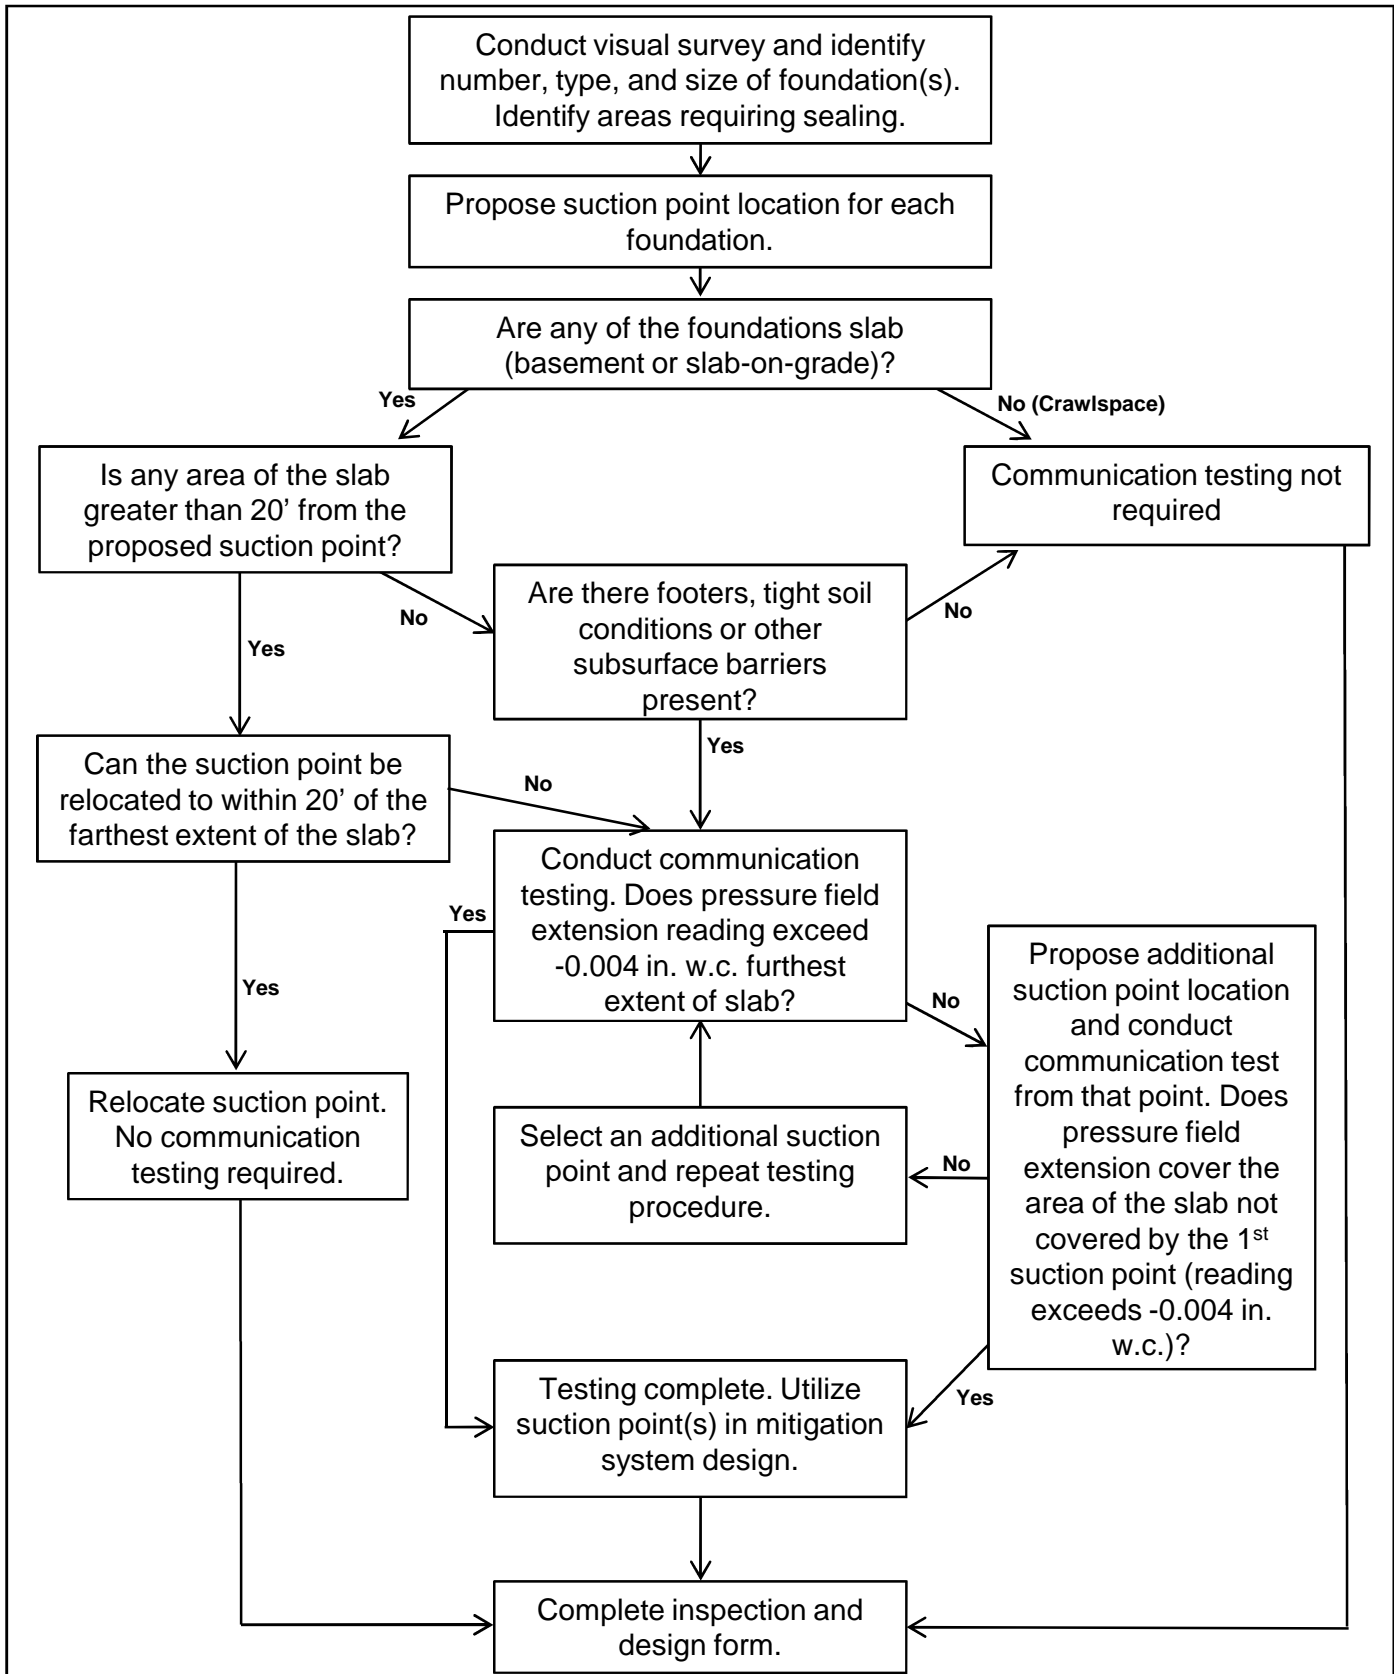 Conduct visual survey and identify
number, type, and size of foundation(s).
Identify areas requiring sealing.
Propose suction point location for each
foundation.
Are any of the foundations slab
(basement or slab-on-grade)?
Yes
No (Crawlspace)
Is any area of the slab
greater than 20’ from the
proposed suction point?
Communication testing not
required
No
Are there footers, tight soil
conditions or other
subsurface barriers
present?
No
Yes
Can the suction point be
relocated to within 20’ of the
farthest extent of the slab?
No
Yes
Conduct communication
testing. Does pressure field
extension reading exceed
-0.004 in. w.c. furthest
extent of slab?
Yes
No
Propose additional
suction point location
and conduct
communication test
from that point. Does
pressure field
extension cover the
area of the slab not
covered by the 1st
suction point (reading
exceeds -0.004 in.
w.c.)?
Yes
Relocate suction point.
No communication
testing required.
Select an additional suction
point and repeat testing
procedure.
No
Yes
Testing complete. Utilize
suction point(s) in mitigation
system design.
Complete inspection and
design form.